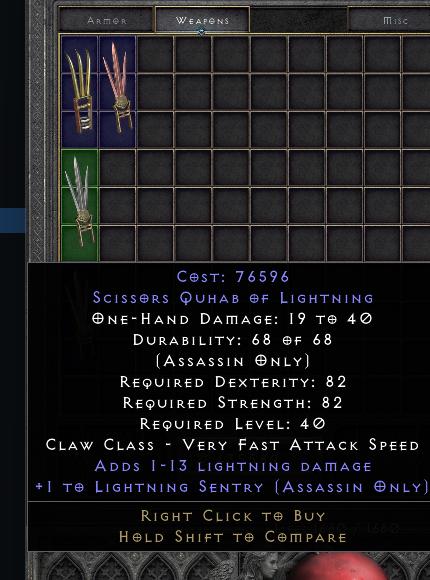 Armor
Weapons
Misc
Cost: 76596
Scissors Quhab of Lightning
One-Hand Damage: 19 to 40
Durability: 68 of 68
(Assassin Only)
Required Dexterity: 82
Required Strength: 82
Required Level: 40
Claw Class - Very Fast Attack Speed
Adds 1-13 lightning damage
+1 to Lightning Sentry (Assassin Only)
Right Click to Buy
Hold Shift to Compare